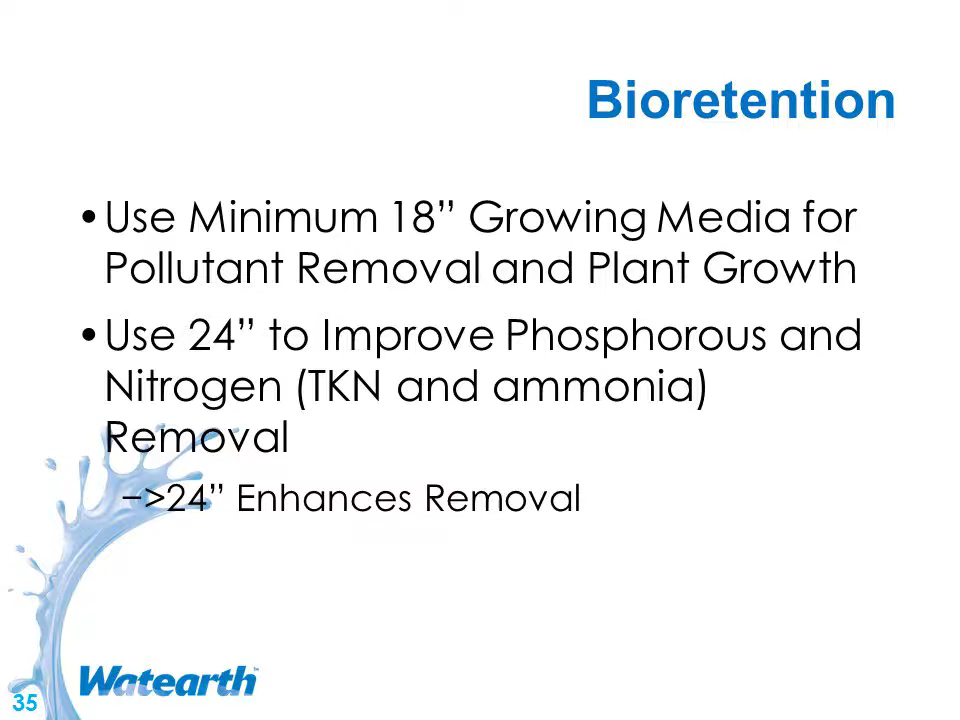 Bioretention
•Use Minimum 18” Growing Media for
Pollutant Removal and Plant Growth
•Use 24” to Improve Phosphorous and
Nitrogen (TKN and ammonia)
Removal
−>24” Enhances Removal
Watearth™
35